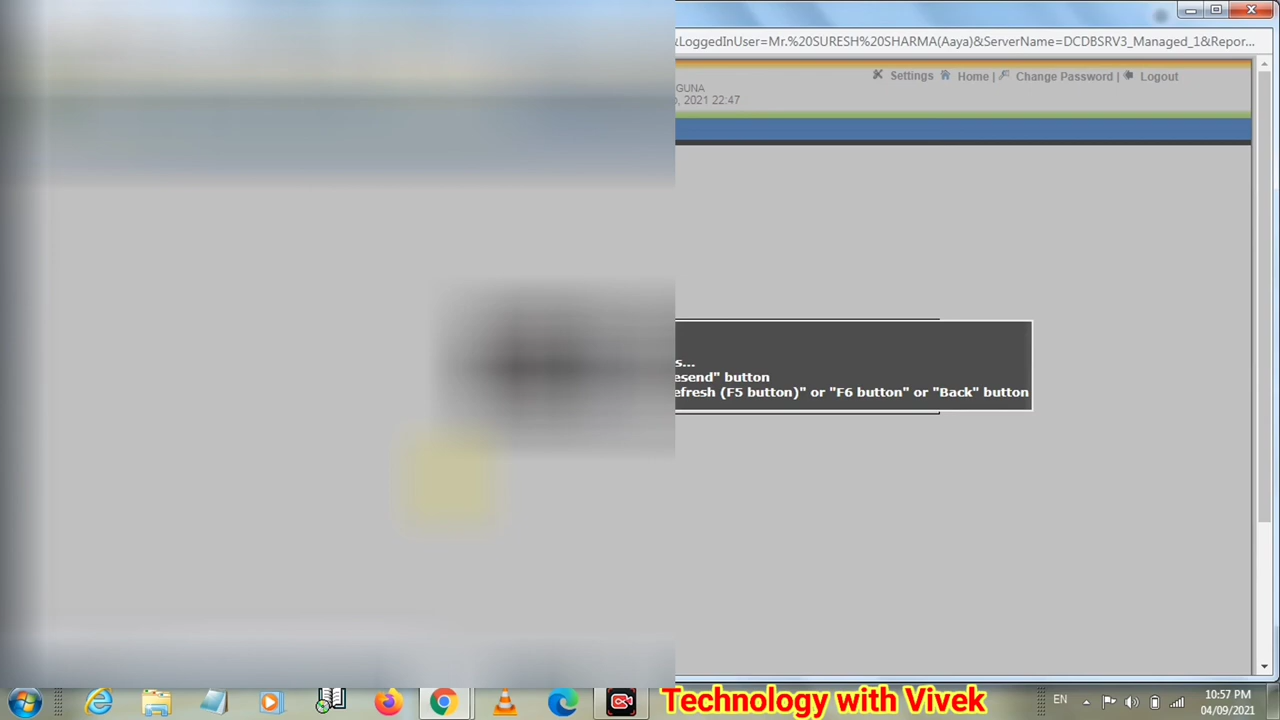 &LoggedInUser=Mr.%20SURESH%20SHARMA(Aaya)&ServerName=DCDBSRV3_Managed_1&Repor...
Settings Home | Change Password | Logout
GUNA
, 2021 22:47
s...
esend" button
efresh (F5 button)" or "F6 button" or "Back" button
Technology with Vivek
EN
10:57 PM
04/09/2021